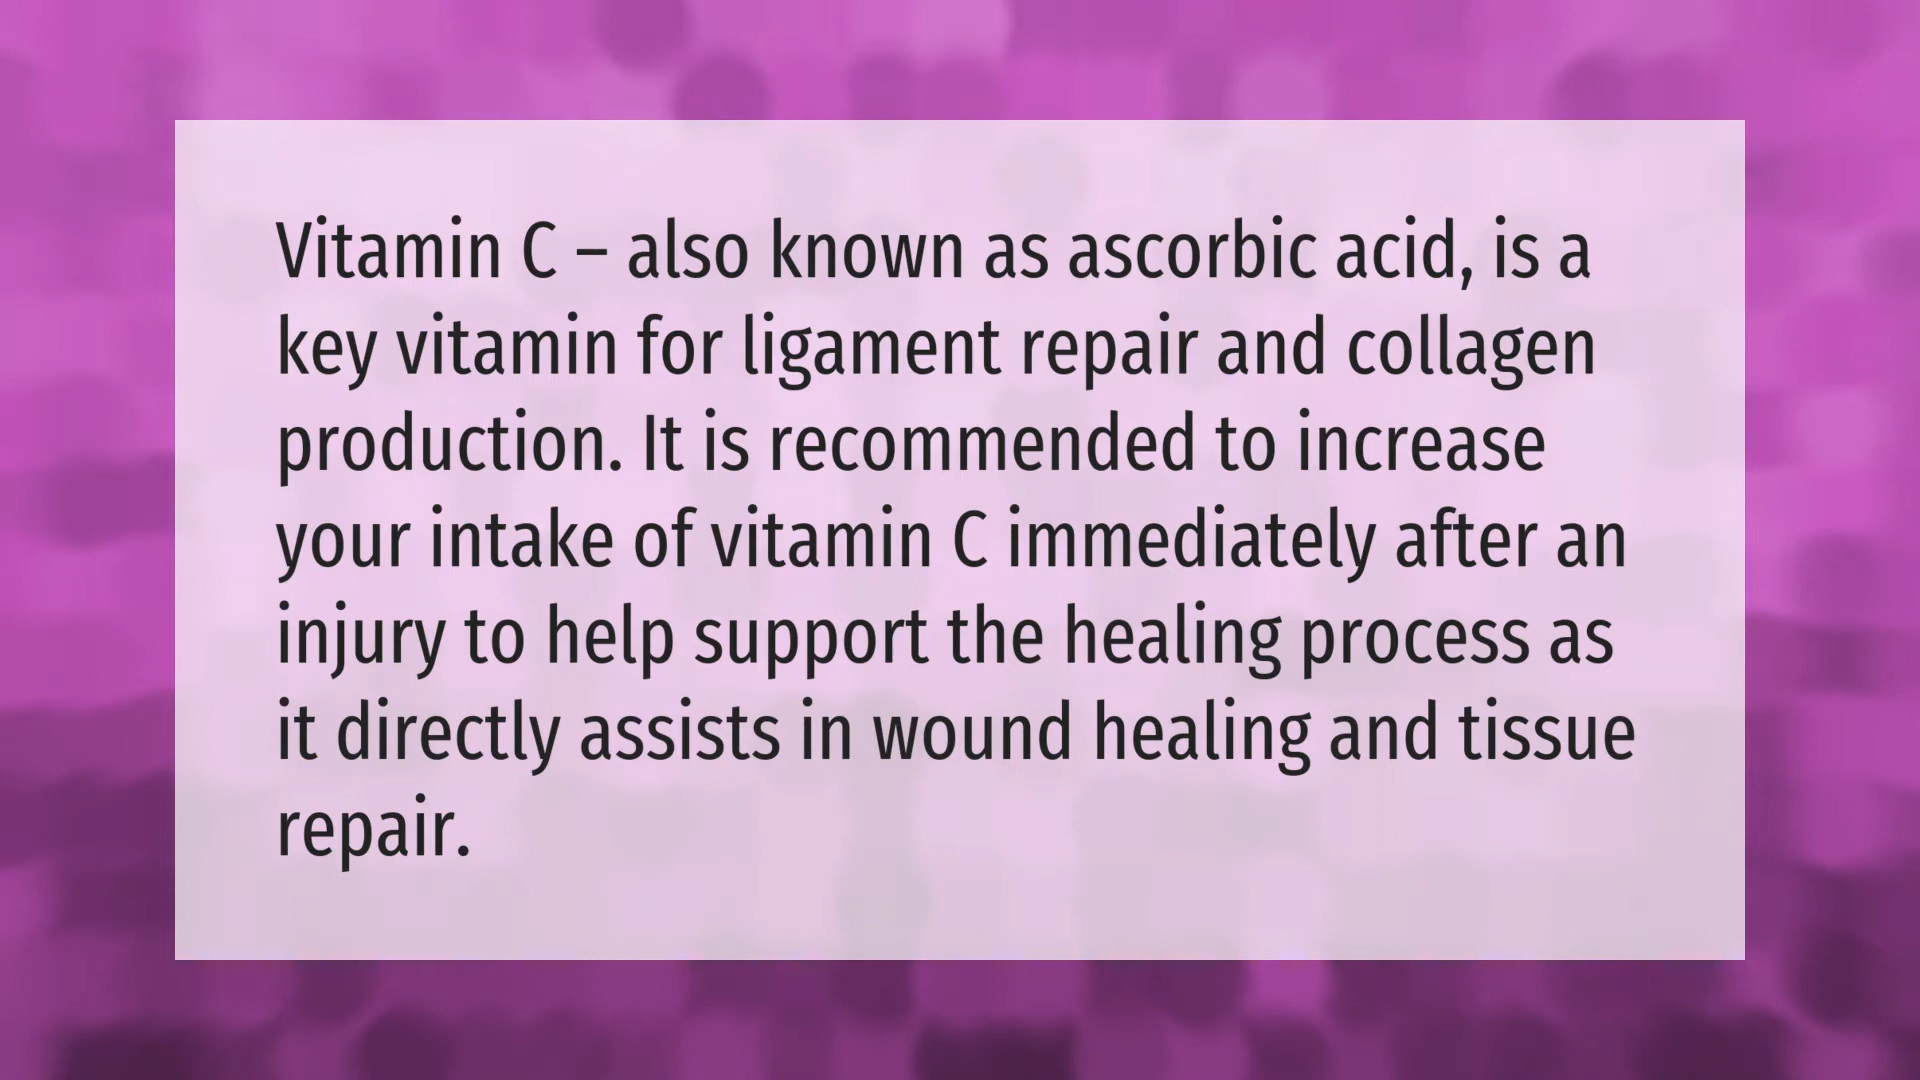 Vitamin C – also known as ascorbic acid, is a
key vitamin for ligament repair and collagen
production. It is recommended to increase
your intake of vitamin C immediately after an
injury to help support the healing process as
it directly assists in wound healing and tissue
repair.